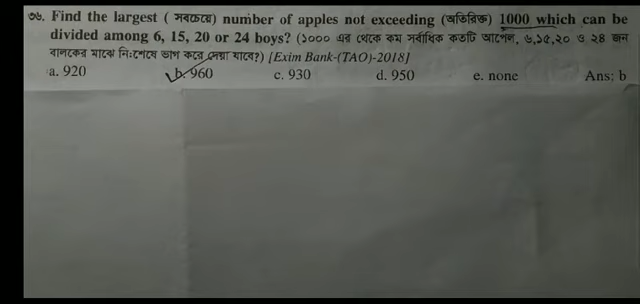 ৩৬. Find the largest ( সবচেয়ে) number of apples not exceeding (অতিরিক্ত) 1000 which can be
divided among 6, 15, 20 or 24 boys? (১০০০ এর থেকে কম সর্বাধিক কতটি আপেল, ৬,১৫,২০ ও ২৪ জন
বালকের মাঝে নিঃশেষে ভাগ করে দেয়া যাবে?) [Exim Bank-(TAO)-2018]
a. 920 b. 960 c. 930 d. 950 e. none Ans: b